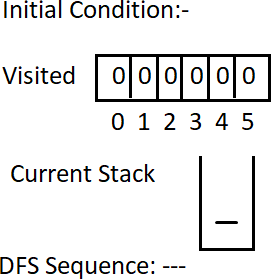 Initial Condition:-
Visited 0 0 0 0 0 0
0 1 2 3 4 5
Current Stack
—
DFS Sequence: ---